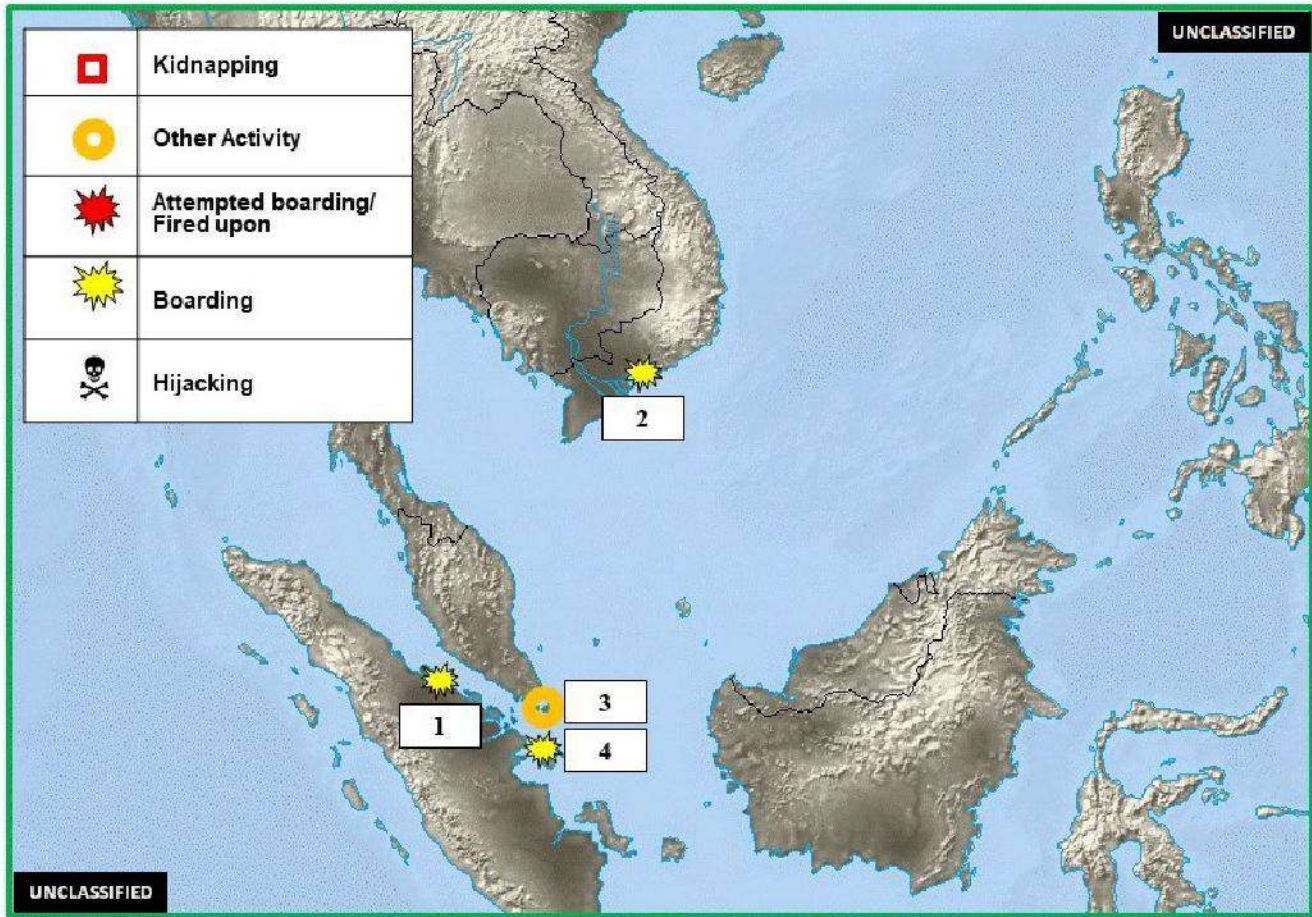 UNCLASSIFIED
Kidnapping
Other Activity
Attempted boarding/
Fired upon
Boarding
Hijacking
2
3
1
4
UNCLASSIFIED